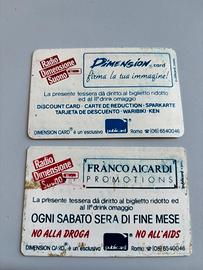 Radio
Dimensione
Suono
DIMENSION card
firma la tua immagine!
La presente tessera dà diritto al biglietto ridotto
ed al II° drink omaggio
DISCOUNT CARD - CARTE DE REDUCTION - SPARKARTE
TARJETA DE DESCUENTO - WARIBIKI - KEN
DIMENSION CARD® è un esclusivo publicard Roma ☎ (06) 6540046
Radio
Dimensione
Suono
FRANCO AICARDI
PROMOTIONS
La presente tessera dà diritto al biglietto ridotto
ed al II° drink omaggio
OGNI SABATO SERA DI FINE MESE
NO ALLA DROGA NO ALL'AIDS
DIMENSION CARD® è un esclusivo publicard Roma ☎ (06) 6540046